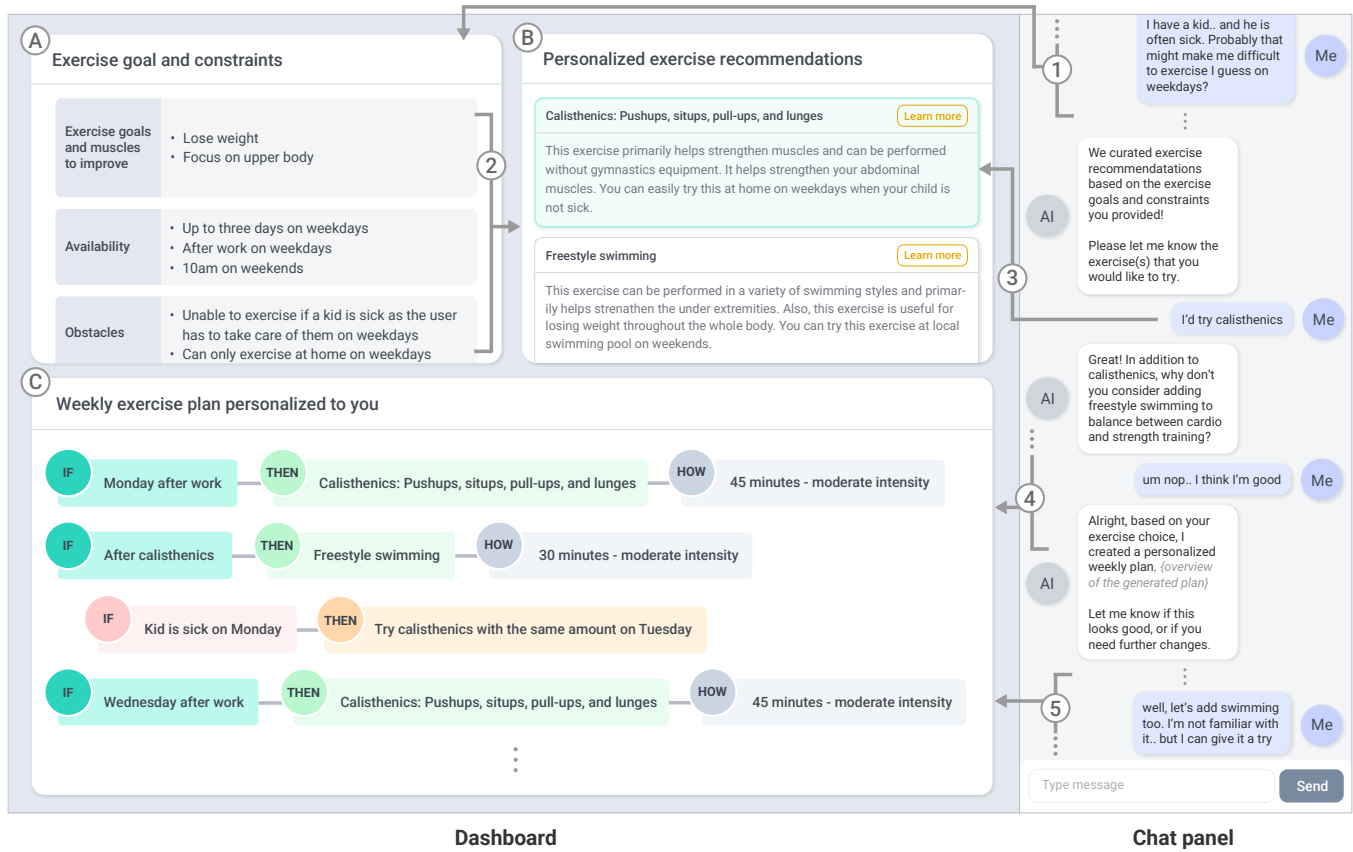 A
Exercise goal and constraints
Exercise goals
and muscles
to improve
• Lose weight
• Focus on upper body
Availability
• Up to three days on weekdays
• After work on weekdays
• 10am on weekends
Obstacles
• Unable to exercise if a kid is sick as the user
has to take care of them on weekdays
• Can only exercise at home on weekdays
2
B
Personalized exercise recommendations
Calisthenics: Pushups, situps, pull-ups, and lunges
Learn more
This exercise primarily helps strengthen muscles and can be performed
without gymnastics equipment. It helps strengthen your abdominal
muscles. You can easily try this at home on weekdays when your child is
not sick.
Freestyle swimming
Learn more
This exercise can be performed in a variety of swimming styles and primar-
ily helps strenathen the under extremities. Also, this exercise is useful for
losing weight throughout the whole body. You can try this exercise at local
swimming pool on weekends.
C
Weekly exercise plan personalized to you
IF
Monday after work
THEN
Calisthenics: Pushups, situps, pull-ups, and lunges
HOW
45 minutes - moderate intensity
IF
After calisthenics
THEN
Freestyle swimming
HOW
30 minutes - moderate intensity
IF
Kid is sick on Monday
THEN
Try calisthenics with the same amount on Tuesday
IF
Wednesday after work
THEN
Calisthenics: Pushups, situps, pull-ups, and lunges
HOW
45 minutes - moderate intensity
1
I have a kid.. and he is
often sick. Probably that
might make me difficult
to exercise I guess on
weekdays?
Me
AI
We curated exercise
recommendatations
based on the exercise
goals and constraints
you provided!
Please let me know the
exercise(s) that you
would like to try.
3
I'd try calisthenics
Me
AI
Great! In addition to
calisthenics, why don't
you consider adding
freestyle swimming to
balance between cardio
and strength training?
4
um nop.. I think I'm good
Me
AI
Alright, based on your
exercise choice, I
created a personalized
weekly plan. {overview
of the generated plan}
Let me know if this
looks good, or if you
need further changes.
5
well, let's add swimming
too. I'm not familiar with
it.. but I can give it a try
Me
Type message
Send
Dashboard
Chat panel